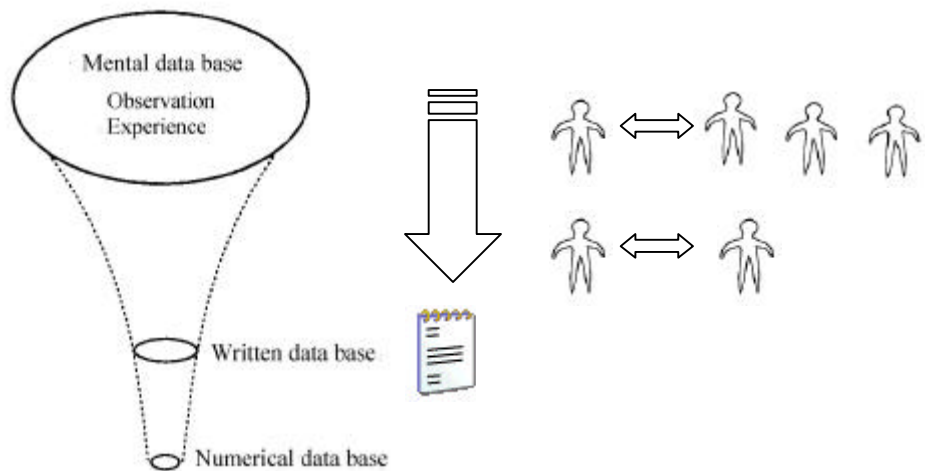 Mental data base
Observation
Experience
Written data base
Numerical data base